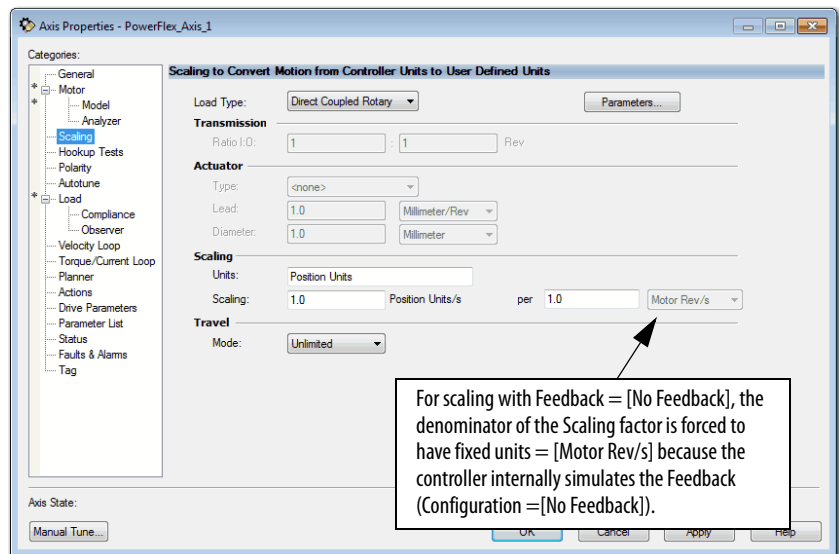 Axis Properties - PowerFlex_Axis_1
Categories:
General
* Motor
* Model
Analyzer
Scaling
Hookup Tests
Polarity
Autotune
* Load
Compliance
Observer
Velocity Loop
Torque/Current Loop
Planner
Actions
Drive Parameters
Parameter List
Status
Faults & Alarms
Tag
Scaling to Convert Motion from Controller Units to User Defined Units
Load Type: Direct Coupled Rotary Parameters...
Transmission
Ratio I:O: 1 : 1 Rev
Actuator
Type: <none>
Lead: 1.0 Millimeter/Rev
Diameter: 1.0 Millimeter
Scaling
Units: Position Units
Scaling: 1.0 Position Units/s per 1.0 Motor Rev/s
Travel
Mode: Unlimited
For scaling with Feedback = [No Feedback], the
denominator of the Scaling factor is forced to
have fixed units = [Motor Rev/s] because the
controller internally simulates the Feedback
(Configuration =[No Feedback]).
Axis State:
Manual Tune... OK Cancel Apply Help